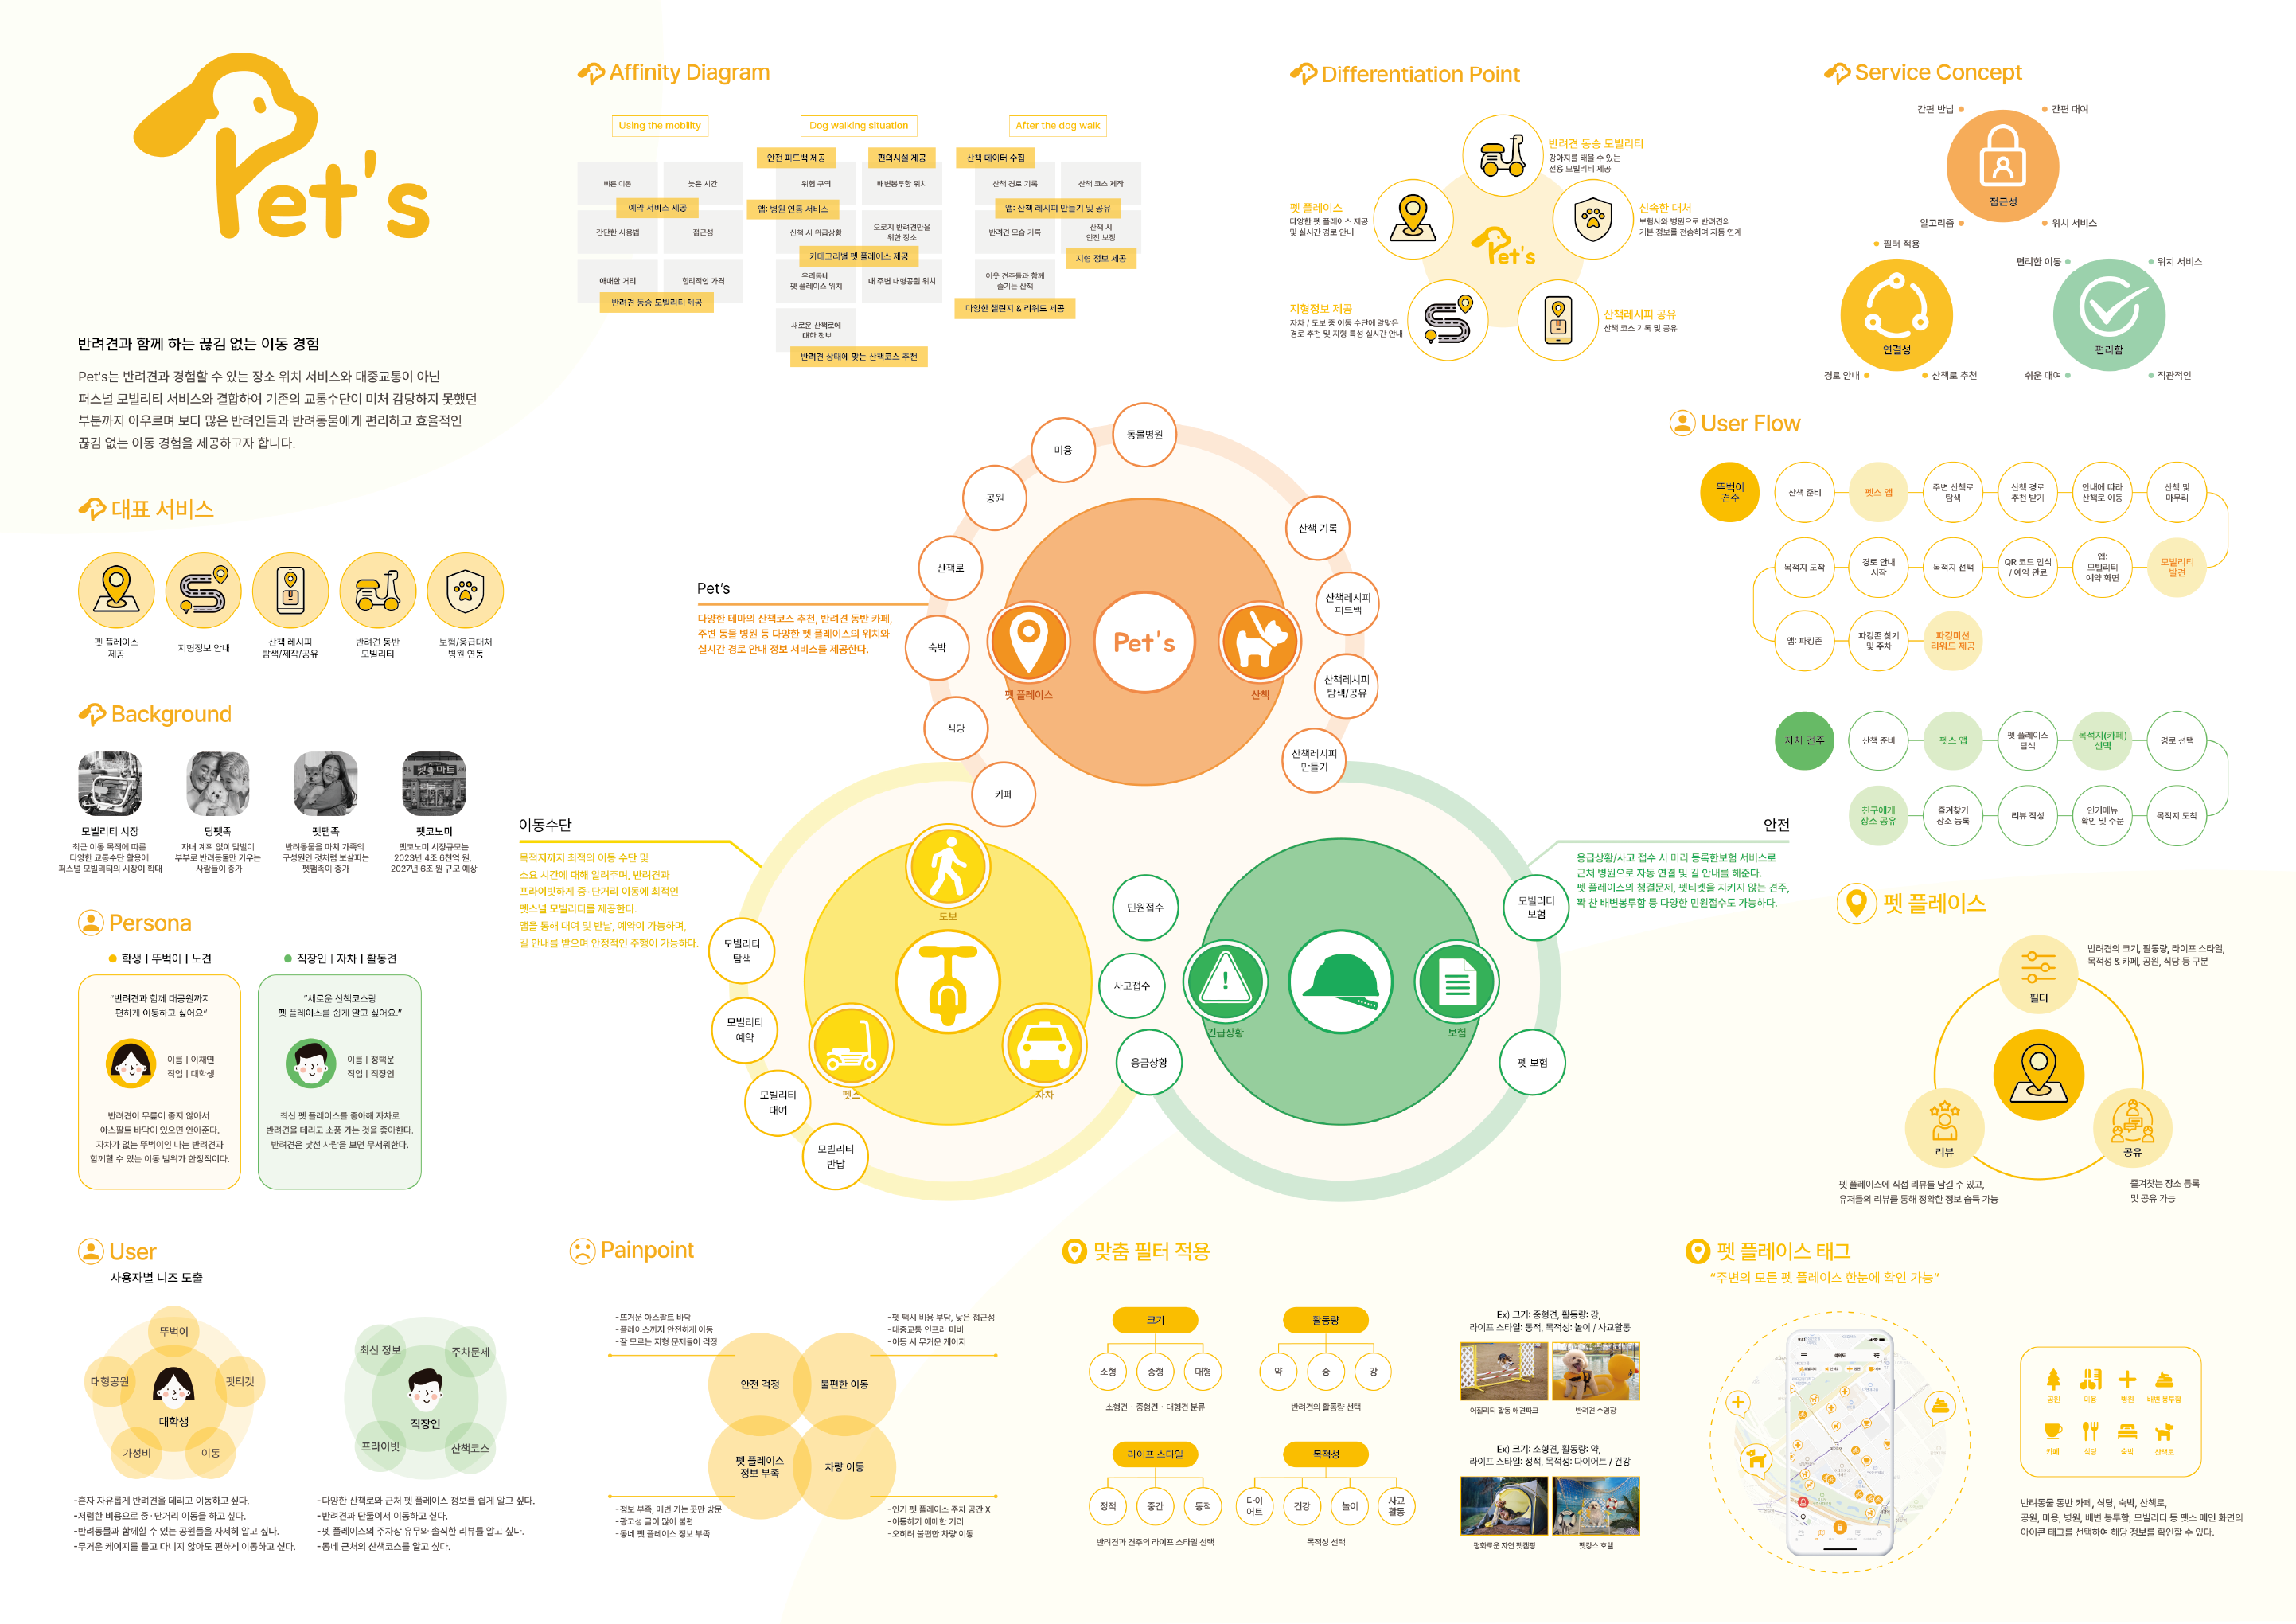 Pet's
반려견과 함께 하는 끊김 없는 이동 경험
Pet's는 반려견과 경험할 수 있는 장소 위치 서비스와 대중교통이 아닌
퍼스널 모빌리티 서비스와 결합하여 기존의 교통수단이 미처 감당하지 못했던
부분까지 아우르며 보다 많은 반려인들과 반려동물에게 편리하고 효율적인
끊김 없는 이동 경험을 제공하고자 합니다.
대표 서비스
펫 플레이스
제공
지형정보 안내
산책 레시피
탐색/제작/공유
반려견 동반
모빌리티
보험/응급대처
병원 연동
Background
펫마트
모빌리티 시장
최근 이동 목적에 따른
다양한 교통수단 활용에
퍼스널 모빌리티의 시장이 확대
딩펫족
자녀 계획 없이 맞벌이
부부로 반려동물만 키우는
사람들이 증가
펫팸족
반려동물을 마치 가족의
구성원인 것처럼 보살피는
펫팸족이 증가
펫코노미
펫코노미 시장규모는
2023년 4조 6천억 원,
2027년 6조 원 규모 예상
Persona
학생 | 뚜벅이 | 노견
"반려견과 함께 대공원까지
편하게 이동하고 싶어요"
이름 | 이채연
직업 | 대학생
반려견이 무릎이 좋지 않아서
아스팔트 바닥이 있으면 안아준다.
자차가 없는 뚜벅이인 나는 반려견과
함께할 수 있는 이동 범위가 한정적이다.
직장인 | 자차 | 활동견
"새로운 산책코스랑
펫 플레이스를 쉽게 알고 싶어요."
이름 | 정택운
직업 | 직장인
최신 펫 플레이스를 좋아해 자차로
반려견을 데리고 소풍 가는 것을 좋아한다.
반려견은 낯선 사람을 보면 무서워한다.
User
사용자별 니즈 도출
뚜벅이
대형공원
펫티켓
대학생
가성비
이동
-혼자 자유롭게 반려견을 데리고 이동하고 싶다.
-저렴한 비용으로 중·단거리 이동을 하고 싶다.
-반려동물과 함께할 수 있는 공원들을 자세히 알고 싶다.
-무거운 케이지를 들고 다니지 않아도 편하게 이동하고 싶다.
최신 정보
주차문제
직장인
프라이빗
산책코스
-다양한 산책로와 근처 펫 플레이스 정보를 쉽게 알고 싶다.
-반려견과 단둘이서 이동하고 싶다.
-펫 플레이스의 주차장 유무와 솔직한 리뷰를 알고 싶다.
-동네 근처의 산책코스를 알고 싶다.
Affinity Diagram
Using the mobility
Dog walking situation
After the dog walk
안전 피드백 제공
편의시설 제공
산책 데이터 수집
빠른 이동
늦은 시간
위험 구역
배변봉투함 위치
산책 경로 기록
산책 코스 제작
예약 서비스 제공
앱: 병원 연동 서비스
앱: 산책 레시피 만들기 및 공유
간단한 사용법
접근성
산책 시 위급상황
오로지 반려견만을
위한 장소
반려견 모습 기록
산책 시
안전 보장
카테고리별 펫 플레이스 제공
지형 정보 제공
애매한 거리
합리적인 가격
우리동네
펫 플레이스 위치
내 주변 대형공원 위치
이웃 견주들과 함께
즐기는 산책
반려견 동승 모빌리티 제공
다양한 챌린지 & 리워드 제공
새로운 산책로에
대한 정보
반려견 상태에 맞는 산책코스 추천
Differentiation Point
반려견 동승 모빌리티
강아지를 태울 수 있는
전용 모빌리티 제공
펫 플레이스
다양한 펫 플레이스 제공
및 실시간 경로 안내
신속한 대처
보험사와 병원으로 반려견의
기본 정보를 전송하여 자동 연계
Pet's
지형정보 제공
자차 / 도보 중 이동 수단에 알맞은
경로 추천 및 지형 특성 실시간 안내
산책레시피 공유
산책 코스 기록 및 공유
Service Concept
간편 반납
간편 대여
접근성
알고리즘
위치 서비스
필터 적용
연결성
경로 안내
산책로 추천
편리한 이동
위치 서비스
편리함
쉬운 대여
직관적인
Pet's
다양한 테마의 산책코스 추천, 반려견 동반 카페,
주변 동물 병원 등 다양한 펫 플레이스의 위치와
실시간 경로 안내 정보 서비스를 제공한다.
동물병원
미용
공원
산책로
숙박
식당
카페
산책 기록
산책레시피
피드백
산책레시피
탐색/공유
산책레시피
만들기
펫 플레이스
Pet's
산책
이동수단
목적지까지 최적의 이동 수단 및
소요 시간에 대해 알려주며, 반려견과
프라이빗하게 중·단거리 이동에 최적인
펫스널 모빌리티를 제공한다.
앱을 통해 대여 및 반납, 예약이 가능하며,
길 안내를 받으며 안정적인 주행이 가능하다.
도보
펫스
자차
모빌리티
탐색
모빌리티
예약
모빌리티
대여
모빌리티
반납
안전
응급상황/사고 접수 시 미리 등록한보험 서비스로
근처 병원으로 자동 연결 및 길 안내를 해준다.
펫 플레이스의 청결문제, 펫티켓을 지키지 않는 견주,
꽉 찬 배변봉투함 등 다양한 민원접수도 가능하다.
민원접수
사고접수
응급상황
긴급상황
보험
모빌리티
보험
펫 보험
User Flow
뚜벅이
견주
산책 준비
펫스 앱
주변 산책로
탐색
산책 경로
추천 받기
안내에 따라
산책로 이동
산책 및
마무리
목적지 도착
경로 안내
시작
목적지 선택
QR 코드 인식
/ 예약 완료
앱:
모빌리티
예약 화면
모빌리티
발견
앱: 파킹존
파킹존 찾기
및 주차
파킹미션
리워드 제공
자차 견주
산책 준비
펫스 앱
펫 플레이스
탐색
목적지(카페)
선택
경로 선택
친구에게
장소 공유
즐겨찾기
장소 등록
리뷰 작성
인기메뉴
확인 및 주문
목적지 도착
펫 플레이스
필터
반려견의 크기, 활동량, 라이프 스타일,
목적성 & 카페, 공원, 식당 등 구분
리뷰
공유
펫 플레이스에 직접 리뷰를 남길 수 있고,
유저들의 리뷰를 통해 정확한 정보 습득 가능
즐겨찾는 장소 등록
및 공유 가능
Painpoint
-뜨거운 아스팔트 바닥
-플레이스까지 안전하게 이동
-잘 모르는 지형 문제들이 걱정
-펫 택시 비용 부담, 낮은 접근성
-대중교통 인프라 미비
-이동 시 무거운 케이지
안전 걱정
불편한 이동
펫 플레이스
정보 부족
차량 이동
-정보 부족, 매번 가는 곳만 방문
-광고성 글이 많아 불편
-동네 펫 플레이스 정보 부족
-인기 펫 플레이스 주차 공간 X
-이동하기 애매한 거리
-오히려 불편한 차량 이동
맞춤 필터 적용
크기
소형
중형
대형
소형견 · 중형견 · 대형견 분류
활동량
약
중
강
반려견의 활동량 선택
Ex) 크기: 중형견, 활동량: 강,
라이프 스타일: 동적, 목적성: 놀이 / 사교활동
어질리티 활동 애견파크
반려견 수영장
라이프 스타일
정적
중간
동적
반려견과 견주의 라이프 스타일 선택
목적성
다이
어트
건강
놀이
사교
활동
목적성 선택
Ex) 크기: 소형견, 활동량: 약,
라이프 스타일: 정적, 목적성: 다이어트 / 건강
평화로운 자연 펫캠핑
펫캉스 호텔
펫 플레이스 태그
"주변의 모든 펫 플레이스 한눈에 확인 가능"
공원
미용
병원
배변 봉투함
카페
식당
숙박
산책로
반려동물 동반 카페, 식당, 숙박, 산책로,
공원, 미용, 병원, 배변 봉투함, 모빌리티 등 펫스 메인 화면의
아이콘 태그를 선택하여 해당 정보를 확인할 수 있다.